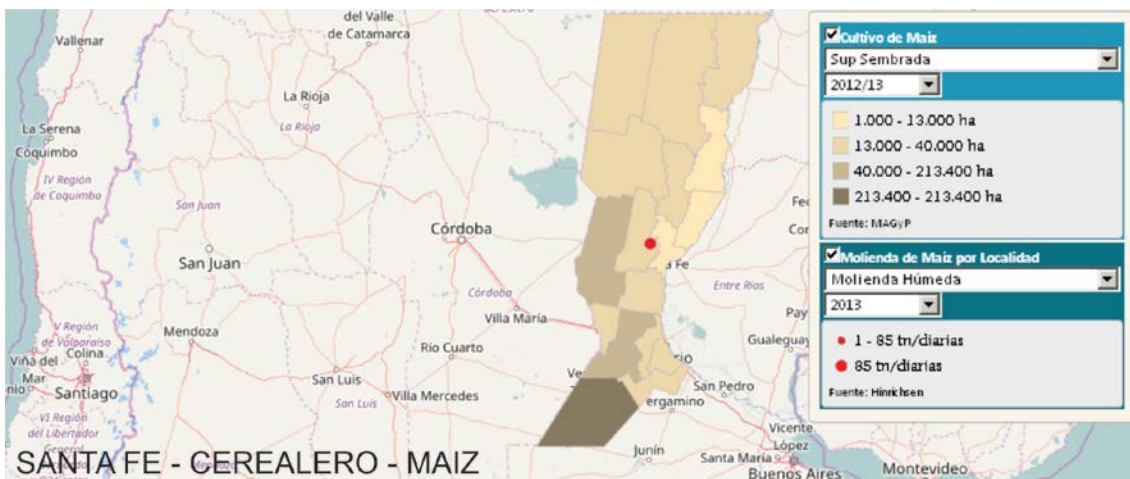 del Valle
de Catamarca
Vallenar
La Rioja
La Rioja
La Serena
Coquimbo
IV Región
de Coquimbo
San Juan
San Juan
Córdoba
Córdoba
Villa María
Mendoza
V Región
de Valparaíso
Viña del
Mar
Colina
Santiago
Río Cuarto
San Luis
San Luis
Villa Mercedes
VI Región
del Libertador
General
a Fe
Entre Ríos
Fe
Cor
Pay
Gualeguay
Ve
rio
San Pedro
ergamino
Junín
Vicente
López
Santa María
Buenos Aires
Montevideo
SANTA FE - CEREALERO - MAIZ
Cultivo de Maiz
Sup Sembrada
2012/13
1.000 - 13.000 ha
13.000 - 40.000 ha
40.000 - 213.400 ha
213.400 - 213.400 ha
Fuente: MAGyP
Molienda de Maiz por Localidad
Molienda Húmeda
2013
1 - 85 tn/diarias
85 tn/diarias
Fuente: Hinrichsen